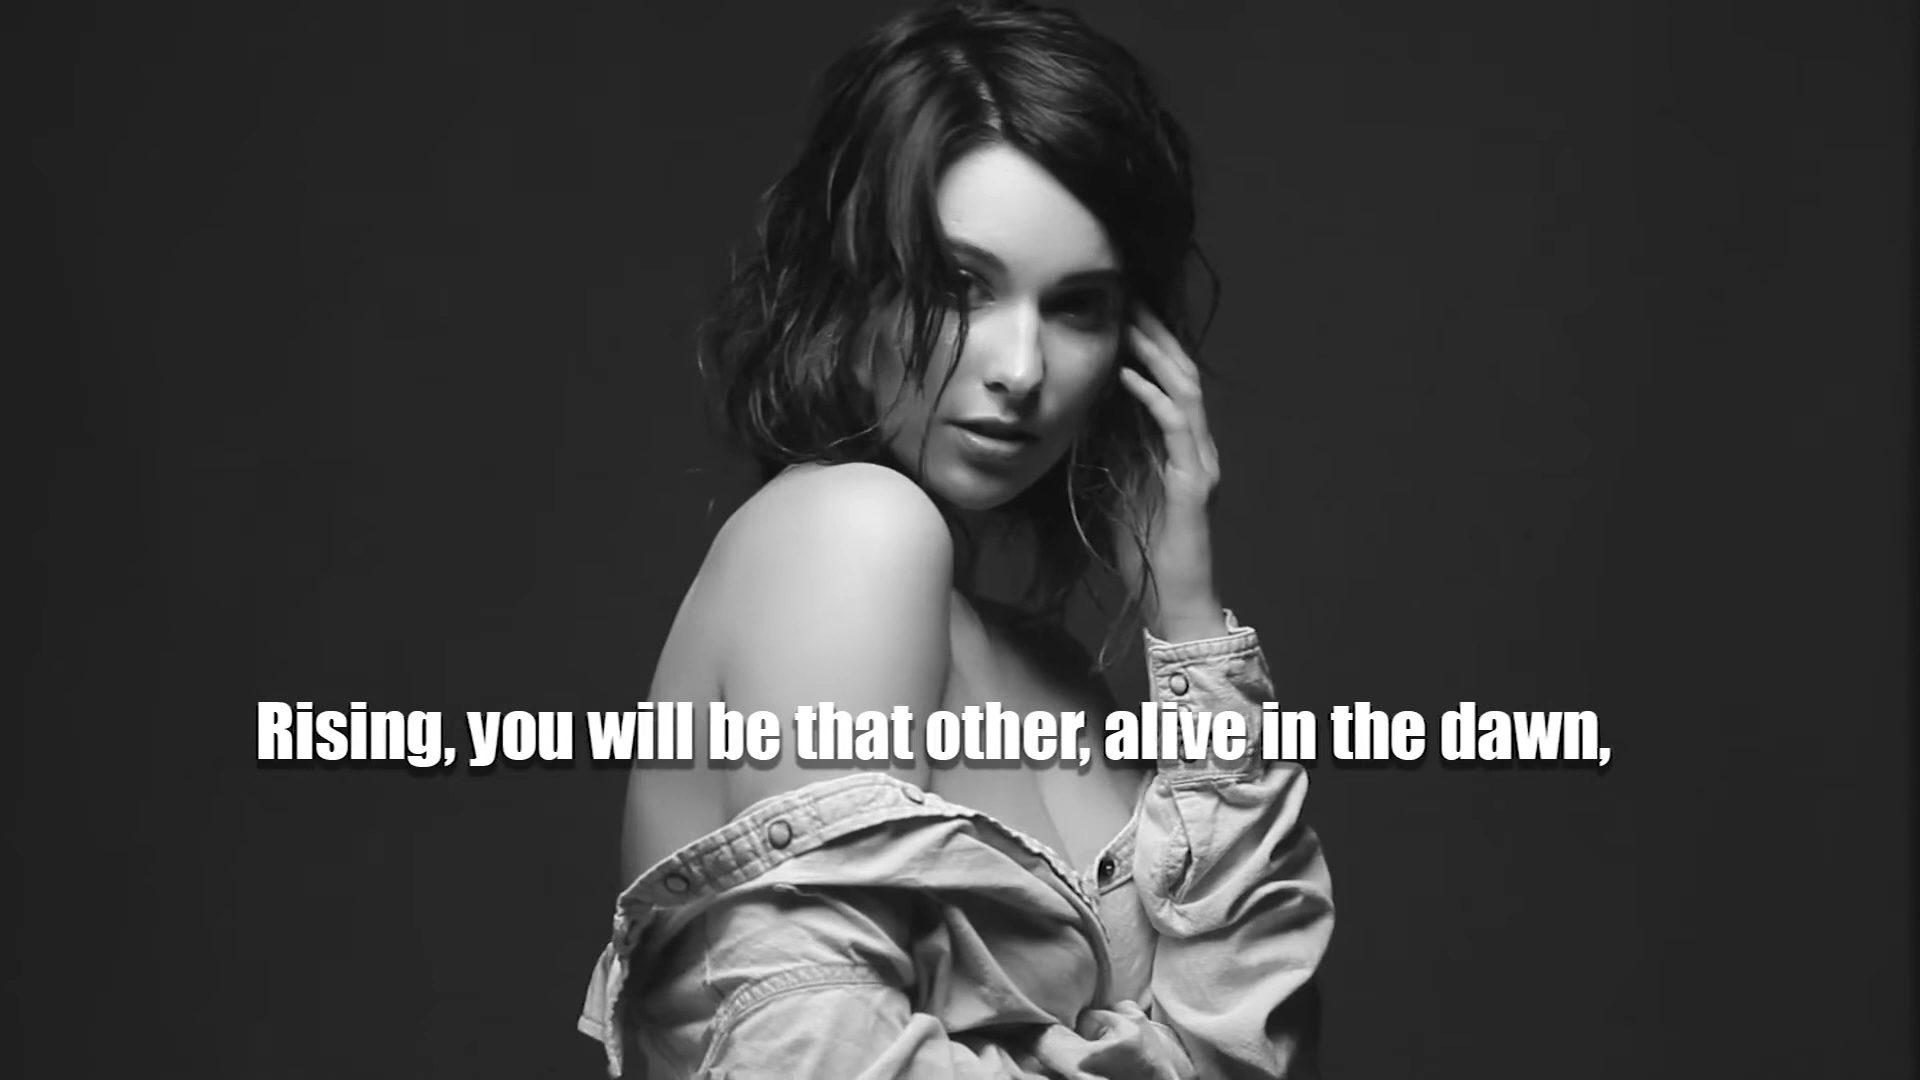 Rising, you will be that other, alive in the dawn,